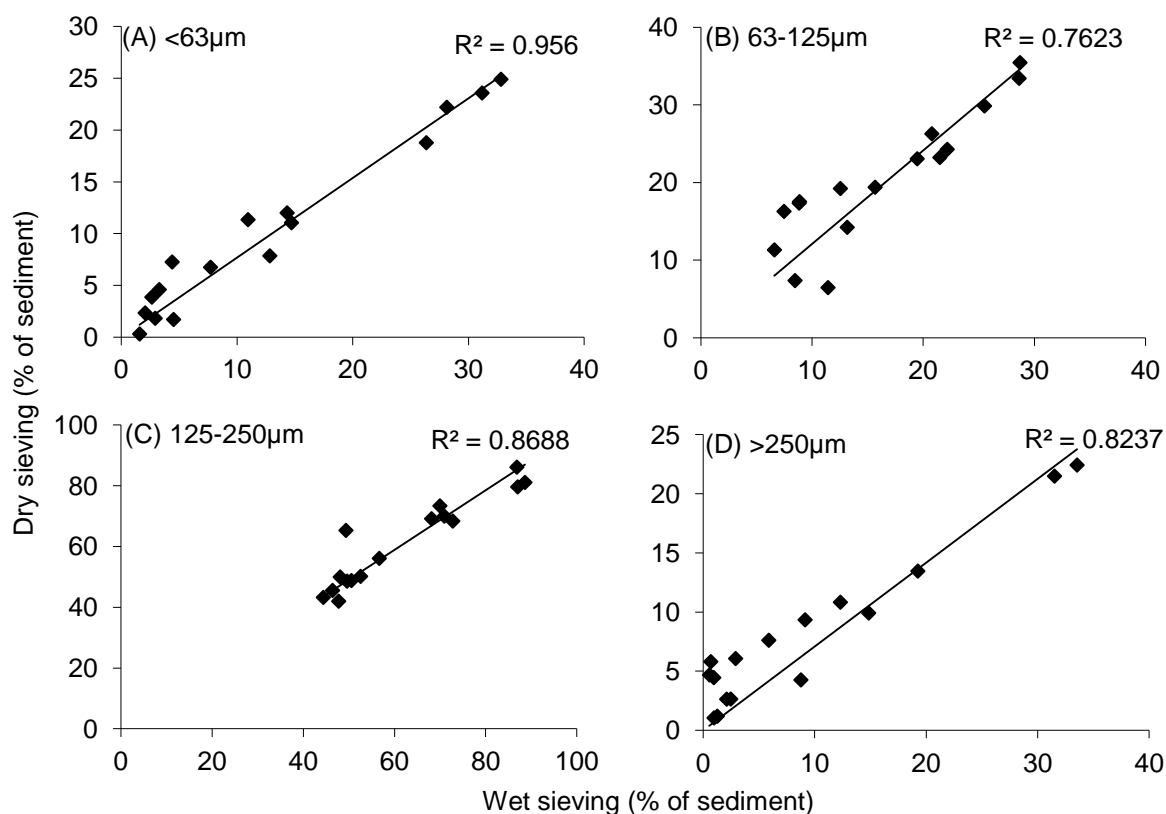 (A) <63µm
R² = 0.956
30
25
20
15
10
5
0
0 10 20 30 40
(B) 63-125µm
R² = 0.7623
40
30
20
10
0
0 10 20 30 40
(C) 125-250µm
R² = 0.8688
100
80
60
40
20
0
0 20 40 60 80 100
(D) >250µm
R² = 0.8237
25
20
15
10
5
0
0 10 20 30 40
Dry sieving (% of sediment)
Wet sieving (% of sediment)